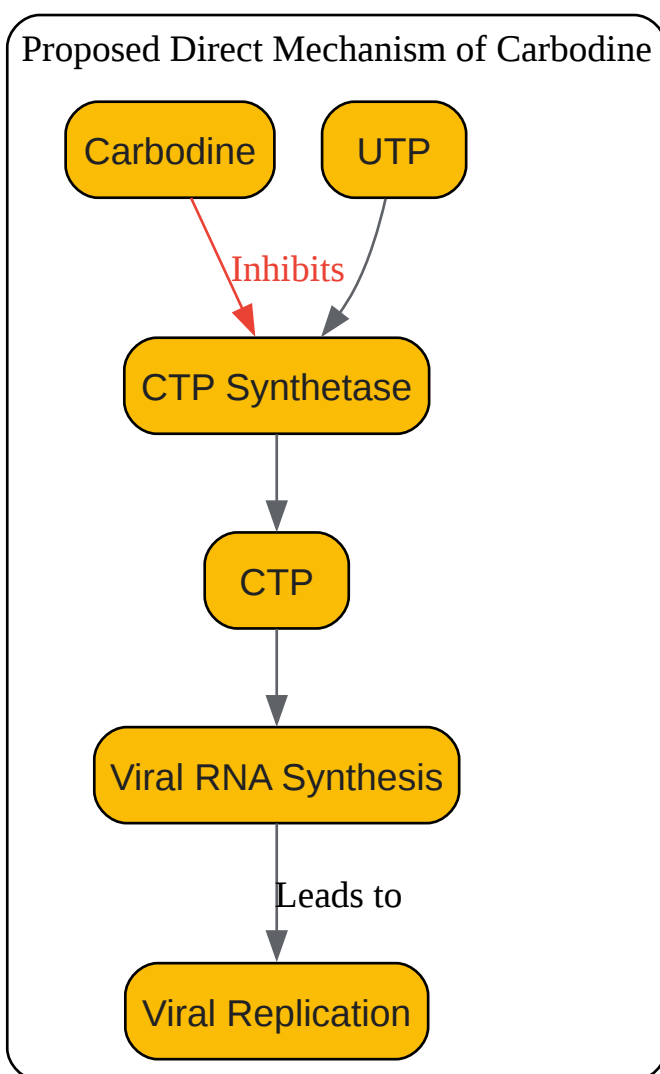 Proposed Direct Mechanism of Carbodine
Carbodine
UTP
Inhibits
CTP Synthetase
CTP
Viral RNA Synthesis
Leads to
Viral Replication